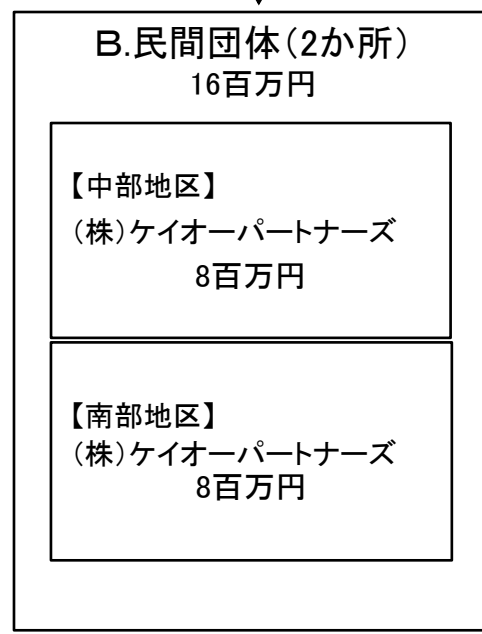 B.民間団体(2か所)
16百万円
【中部地区】
(株)ケイオーパートナーズ
8百万円
【南部地区】
(株)ケイオーパートナーズ
8百万円